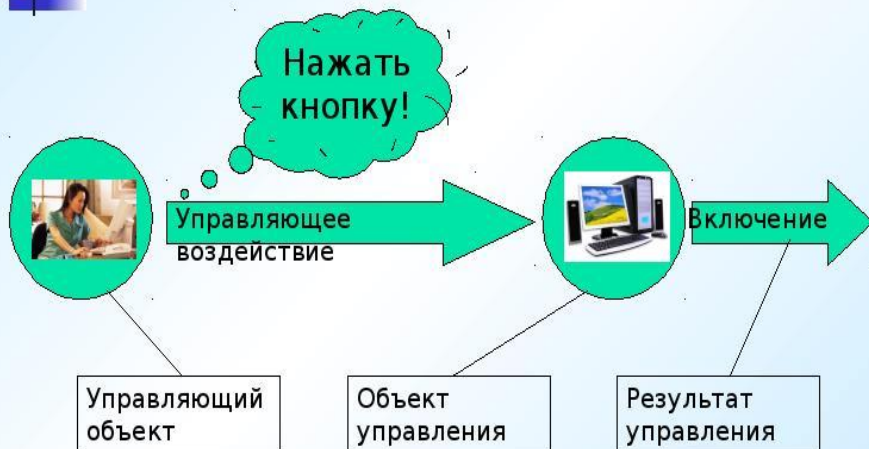 Нажать
кнопку!
Управляющее
воздействие
Включение
Управляющий
объект
Объект
управления
Результат
управления